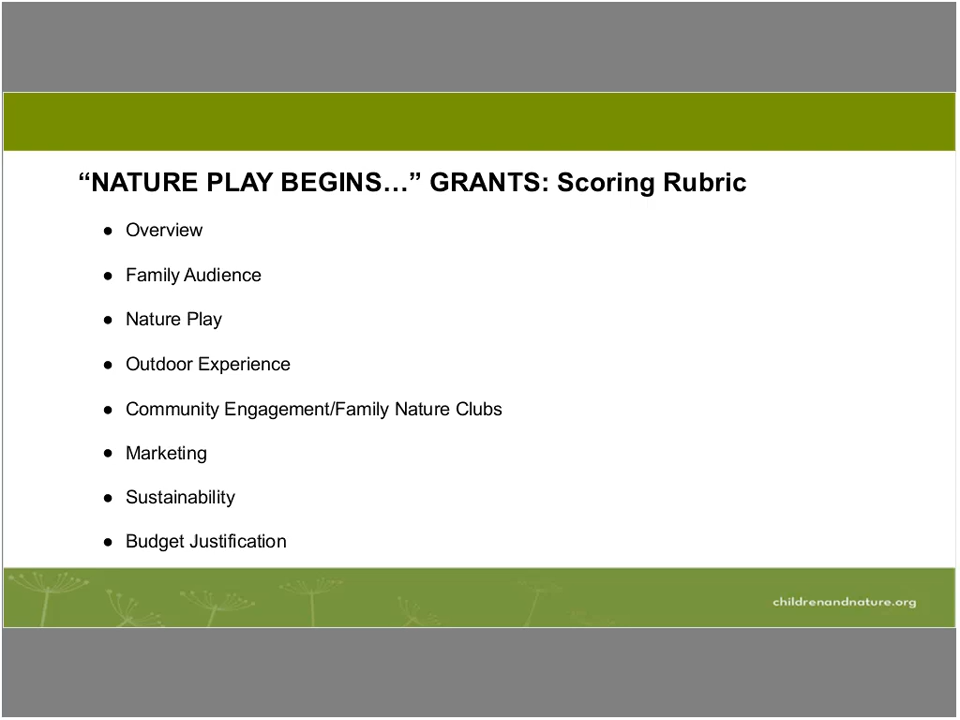 “NATURE PLAY BEGINS…” GRANTS: Scoring Rubric
● Overview
● Family Audience
● Nature Play
● Outdoor Experience
● Community Engagement/Family Nature Clubs
● Marketing
● Sustainability
● Budget Justification
childrenandnature.org